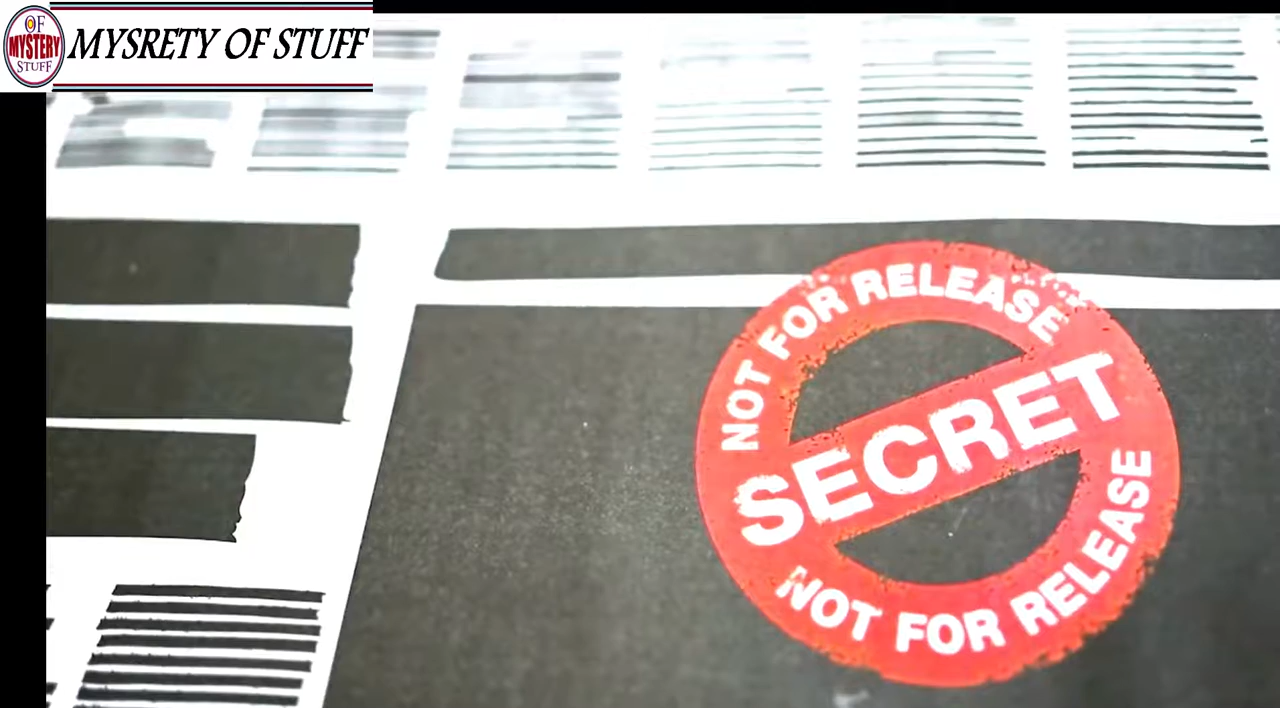 OF
MYSTERY
STUFF
MYSRETY OF STUFF
NOT FOR RELEASE
SECRET
NOT FOR RELEASE